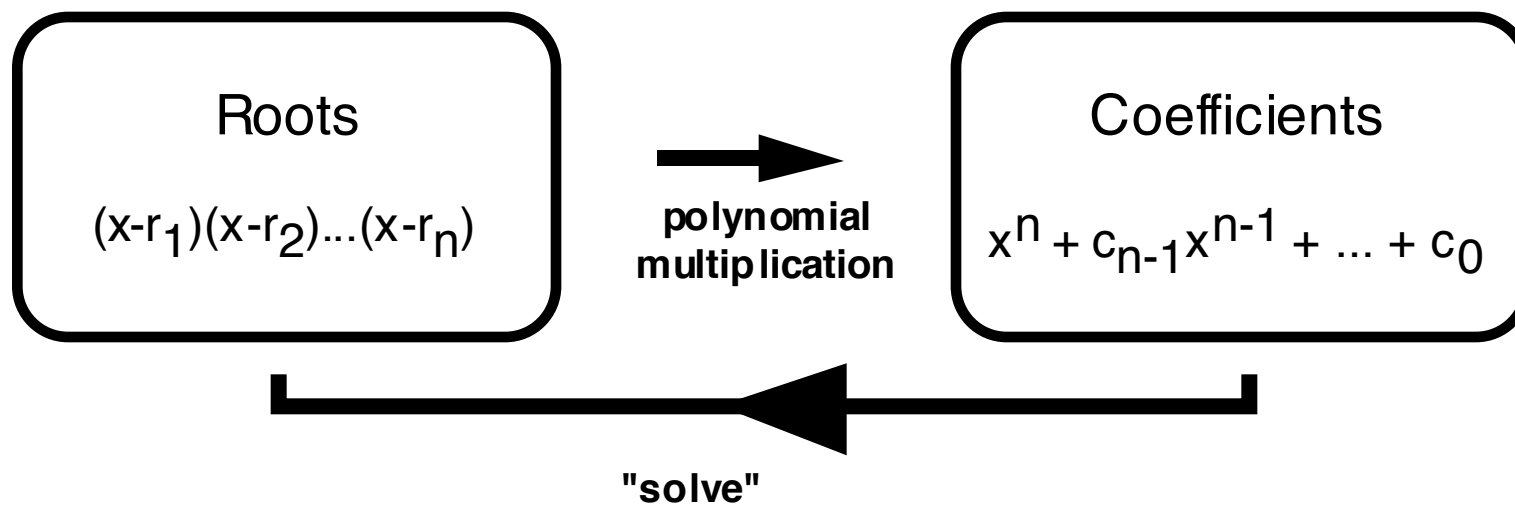 Roots
(x-r₁)(x-r₂)...(x-rₙ)
polynomial
multiplication
Coefficients
xⁿ + cₙ₋₁xⁿ⁻¹ + ... + c₀
"solve"